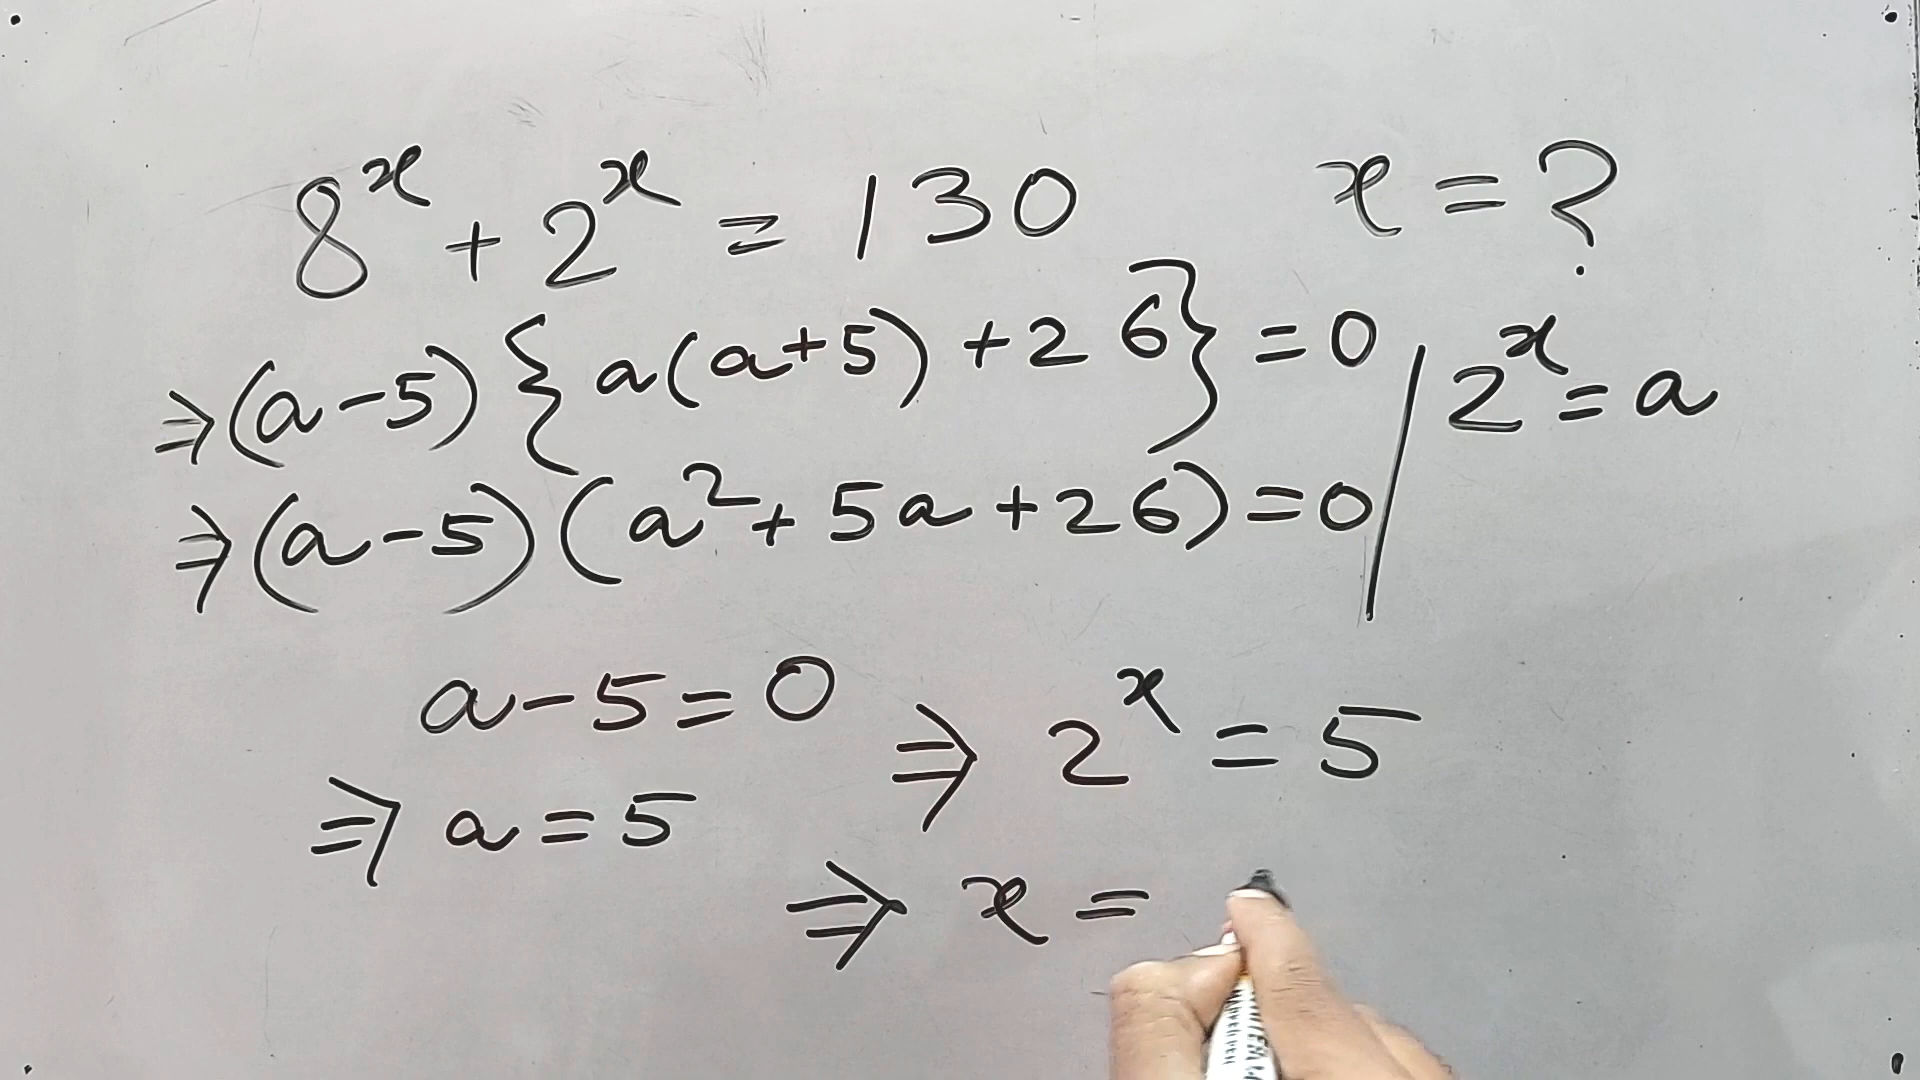 8^x + 2^x = 130 x = ?
⇒ (a-5){a(a+5)+26} = 0 2^x = a
⇒ (a-5)(a²+5a+26) = 0
a-5=0 ⇒ 2^x = 5
⇒ a=5
⇒ x =